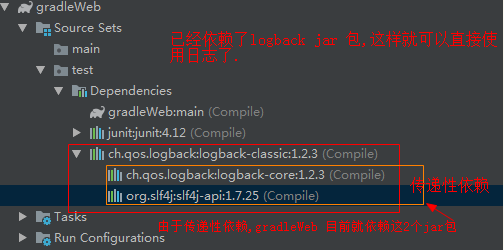 gradleWeb
Source Sets
main
test
Dependencies
gradleWeb:main (Compile)
junit:junit:4.12 (Compile)
ch.qos.logback:logback-classic:1.2.3 (Compile)
ch.qos.logback:logback-core:1.2.3 (Compile)
org.slf4j:slf4j-api:1.7.25 (Compile)
Tasks
Run Configurations
已经依赖了logback jar 包,这样就可以直接使
用日志了.
传递性依赖
由于传递性依赖,gradleWeb 目前就依赖这2个jar包